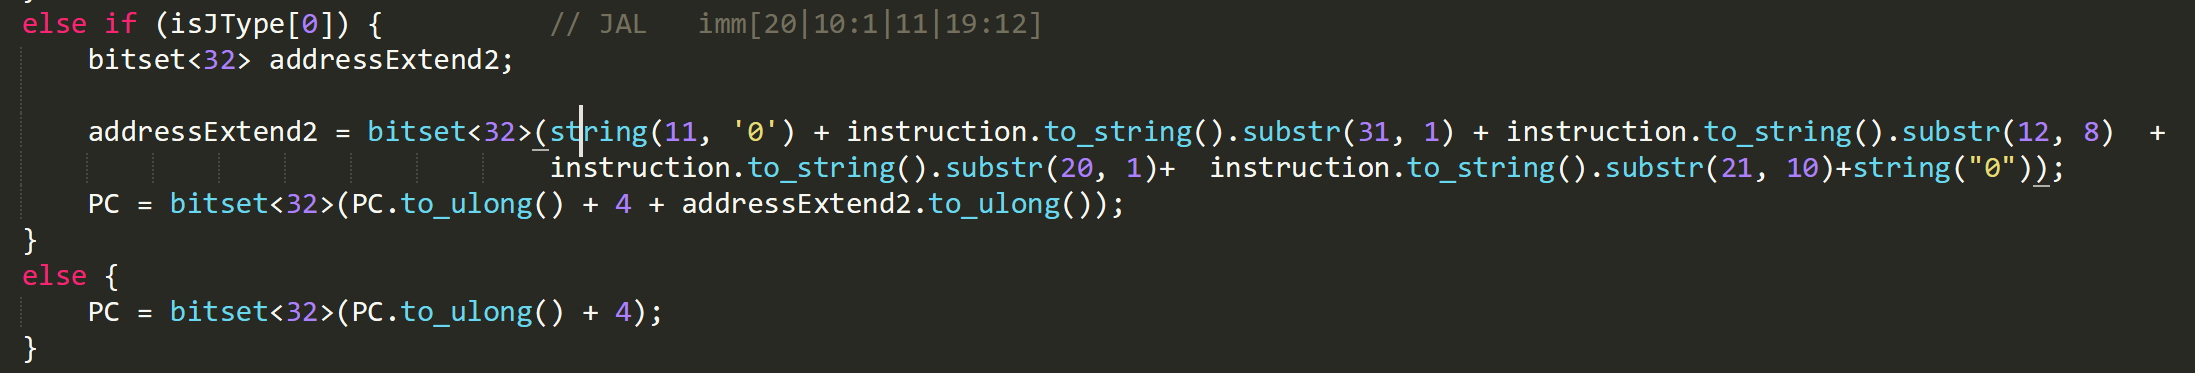 else if (isJType[0]) {          // JAL   imm[20|10:1|11|19:12]
    bitset<32> addressExtend2;
    addressExtend2 = bitset<32>(string(11, '0') + instruction.to_string().substr(31, 1) + instruction.to_string().substr(12, 8)  +
                                instruction.to_string().substr(20, 1)+  instruction.to_string().substr(21, 10)+string("0"));
    PC = bitset<32>(PC.to_ulong() + 4 + addressExtend2.to_ulong());
}
else {
    PC = bitset<32>(PC.to_ulong() + 4);
}